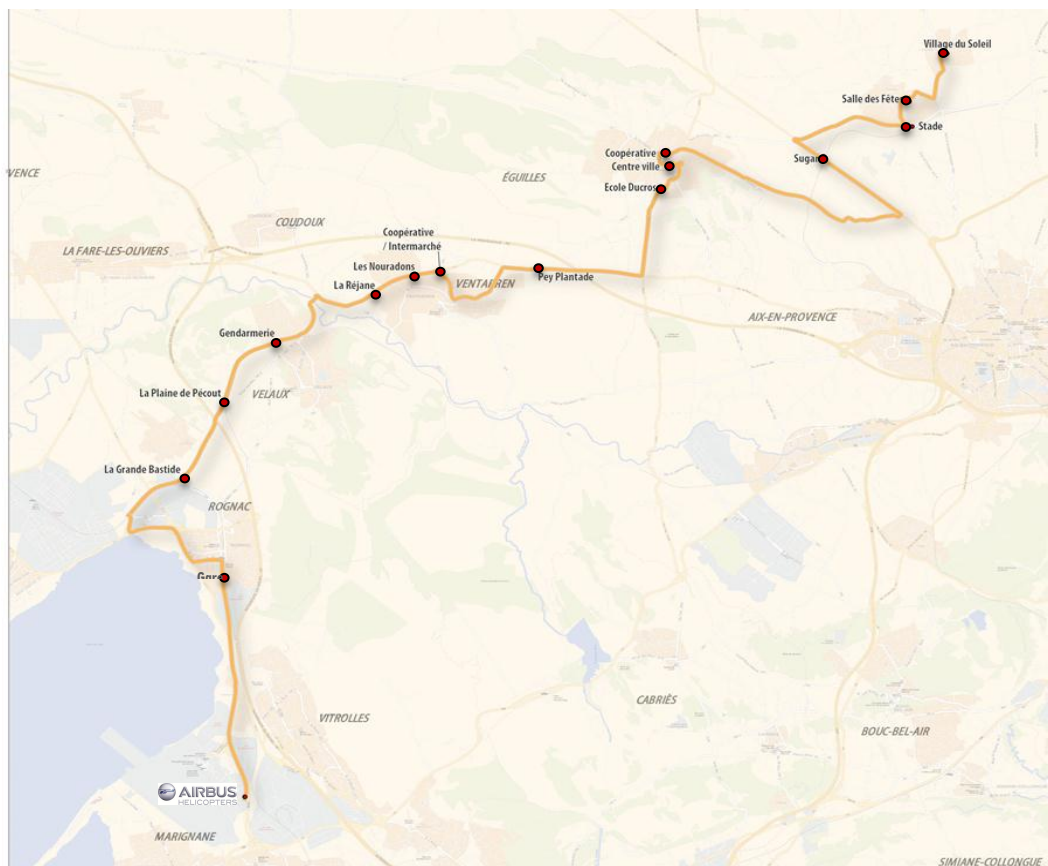 Village du Soleil
Salle des Fêtes
Stade
Coopérative
Sugar
Centre ville
VENCE
ÉGUILLES
Ecole Ducros
COUDOUX
Coopérative
/ Intermarché
LA FARE-LES-OLIVIERS
Les Nouradons
Pey Plantade
La Réjane
VENTABREN
AIX-EN-PROVENCE
Gendarmerie
La Plaine de Pécout
VELAUX
La Grande Bastide
ROGNAC
Gare
CABRIÈS
VITROLLES
BOUC-BEL-AIR
AIRBUS
HELICOPTERS
MARIGNANE
SIMIANE-COLLONGUE